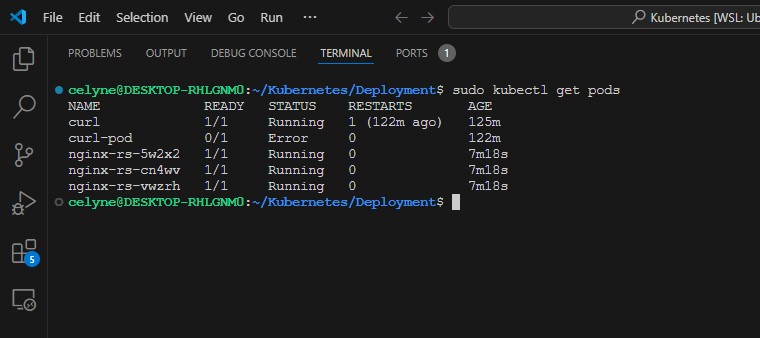 File Edit Selection View Go Run ··· Kubernetes [WSL: Ub
PROBLEMS OUTPUT DEBUG CONSOLE TERMINAL PORTS 1
celyne@DESKTOP-RHLGNM0:~/Kubernetes/Deployment$ sudo kubectl get pods
NAME READY STATUS RESTARTS AGE
curl 1/1 Running 1 (122m ago) 125m
curl-pod 0/1 Error 0 122m
nginx-rs-5w2x2 1/1 Running 0 7m18s
nginx-rs-cn4wv 1/1 Running 0 7m18s
nginx-rs-vwzrh 1/1 Running 0 7m18s
celyne@DESKTOP-RHLGNM0:~/Kubernetes/Deployment$
5